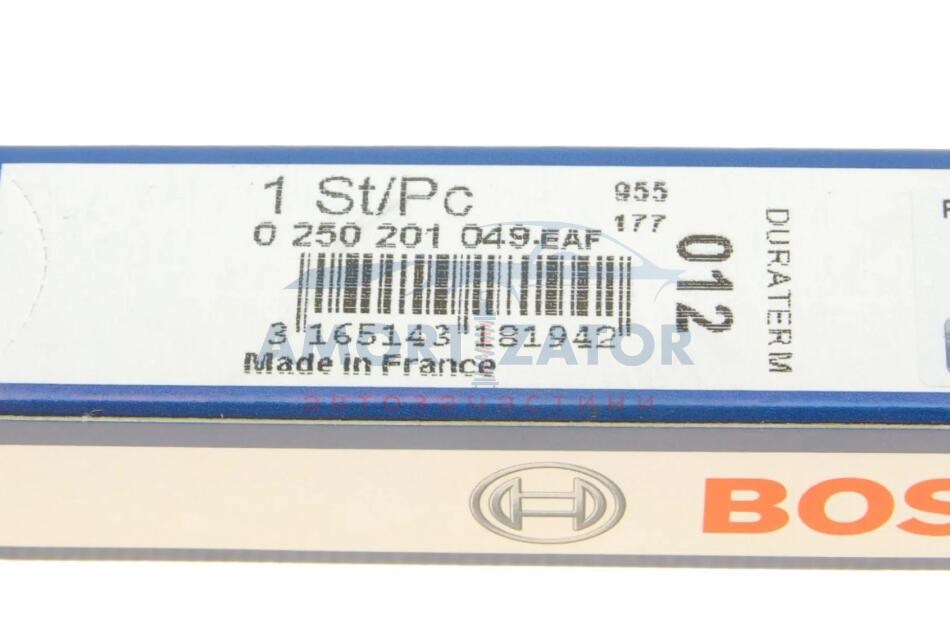 1 St/Pc
955
177
0 250 201 049.EAF
012
DURATERM
3 165143 181942
Made in France
AMORTIZATOR
автозапчастини
BOS